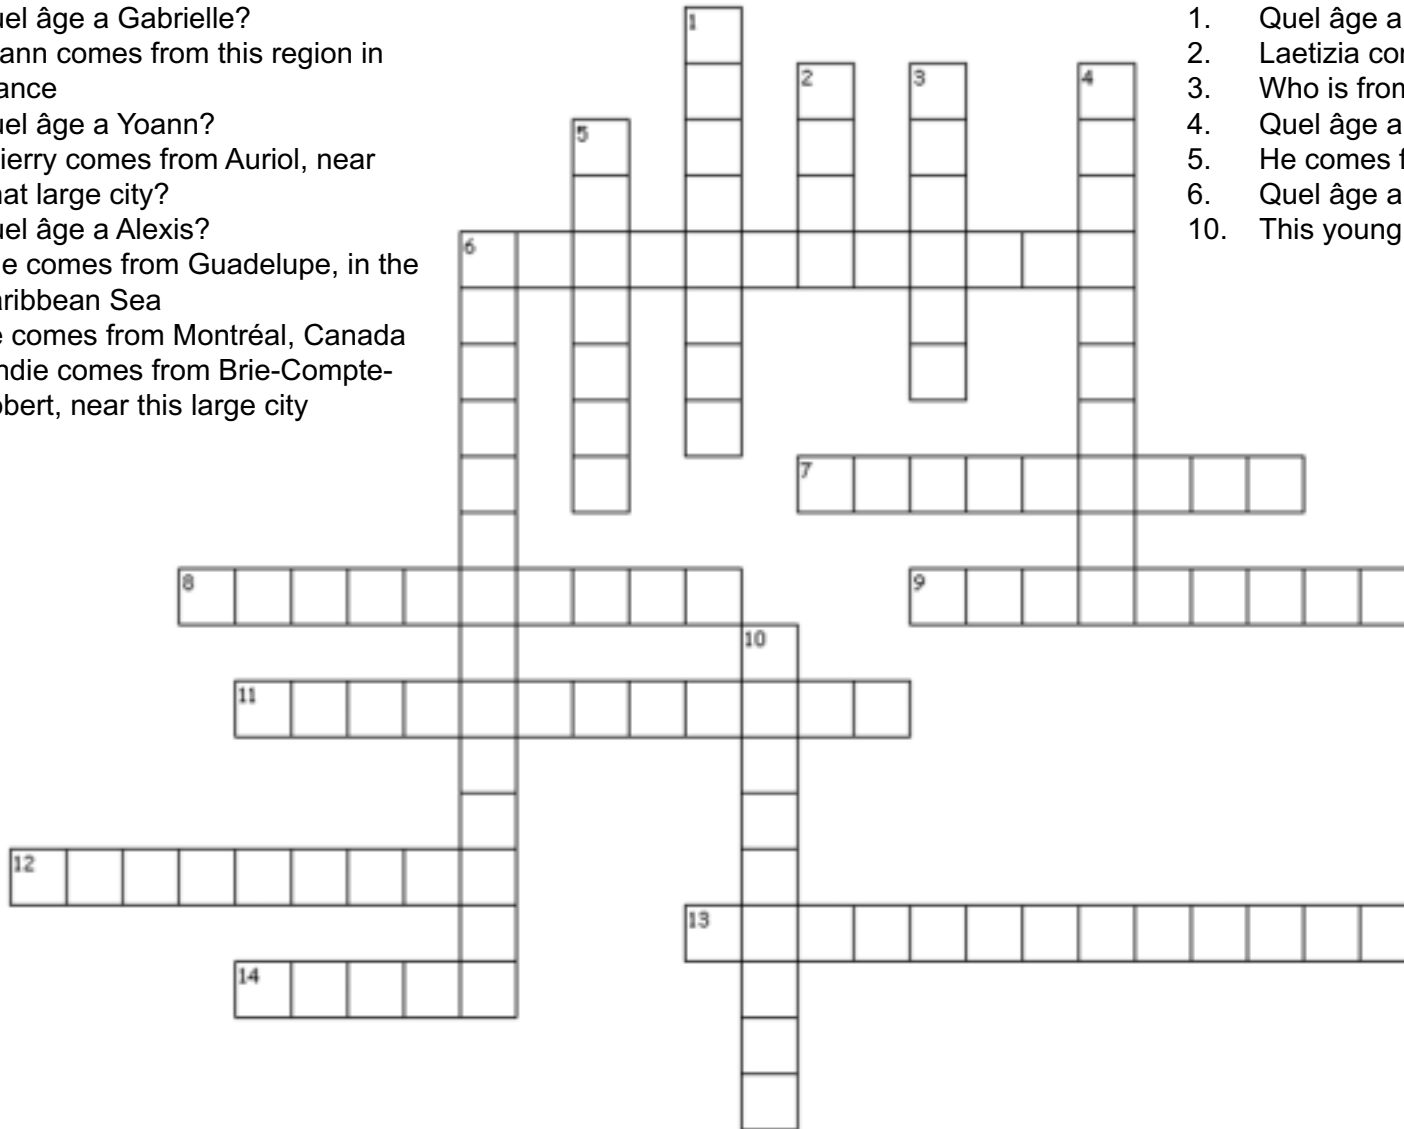 uel âge a Gabrielle?
ann comes from this region in
ance
uel âge a Yoann?
ierry comes from Auriol, near
hat large city?
uel âge a Alexis?
e comes from Guadelupe, in the
aribbean Sea
e comes from Montréal, Canada
ndie comes from Brie-Compte-
obert, near this large city
1. Quel âge a
2. Laetizia co
3. Who is from
4. Quel âge a
5. He comes f
6. Quel âge a
10. This young
1
2
3
4
5
6
7
8
9
10
11
12
13
14